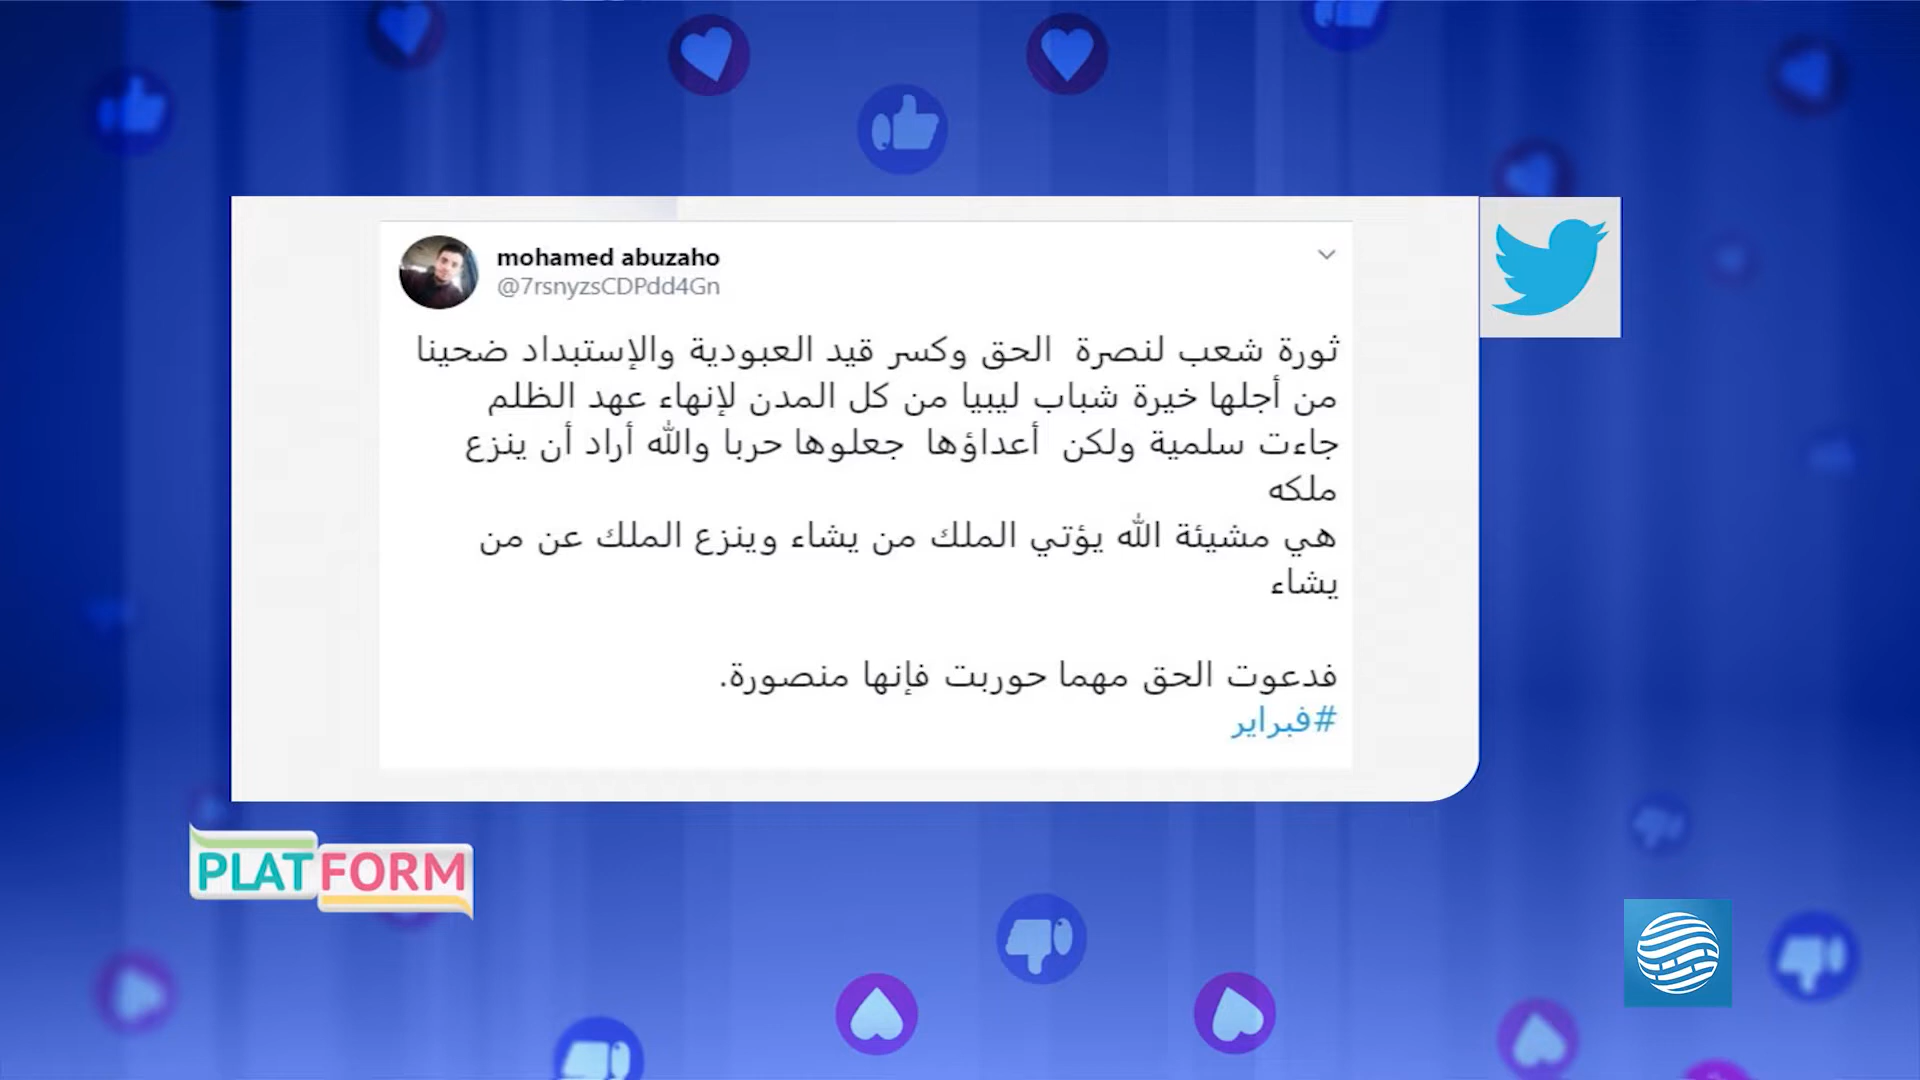 mohamed abuzaho
@7rsnyzsCDPdd4Gn
ثورة شعب لنصرة الحق وكسر قيد العبودية والإستبداد ضحينا
من أجلها خيرة شباب ليبيا من كل المدن لإنهاء عهد الظلم
جاءت سلمية ولكن أعداؤها جعلوها حربا والله أراد أن ينزع
ملكه
هي مشيئة الله يؤتي الملك من يشاء وينزع الملك عن من
يشاء
فدعوت الحق مهما حوربت فإنها منصورة.
#فبراير
PLATFORM